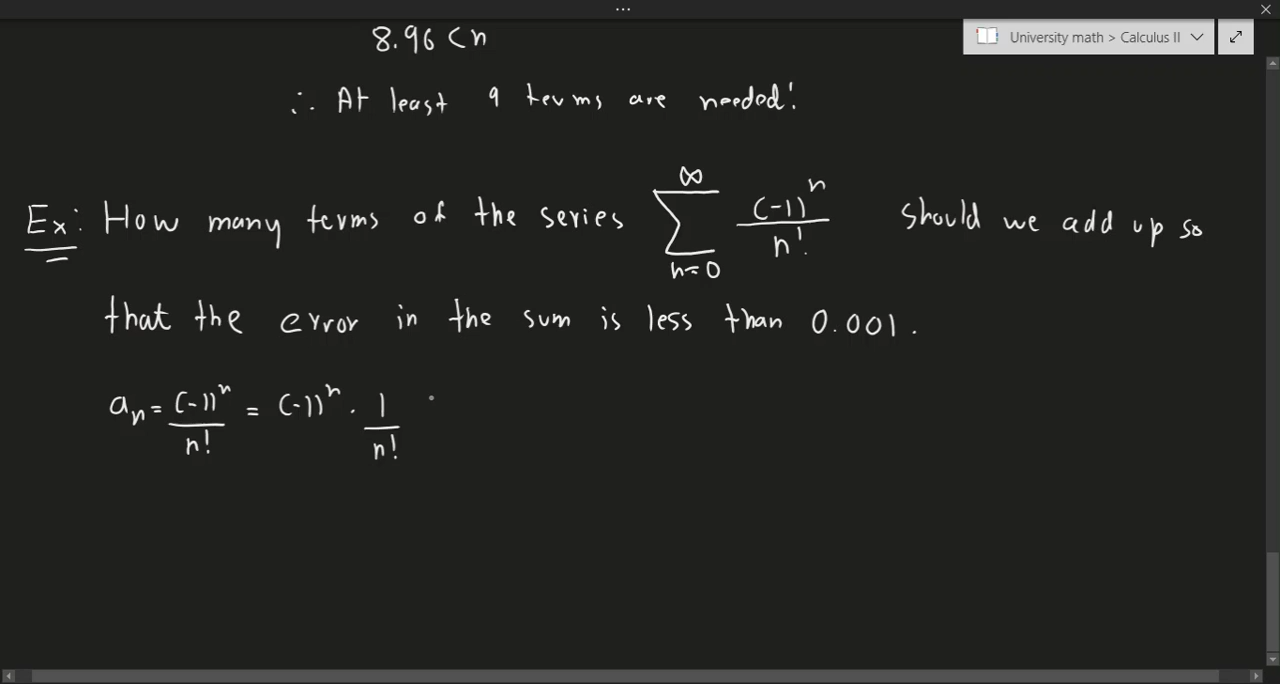 ...
University math > Calculus II
8.96 < n
∴ At least 9 terms are needed!
Ex: How many terms of the series ∑_{n=0}^{∞} (-1)^n / n! should we add up so
that the error in the sum is less than 0.001.
a_n = (-1)^n / n! = (-1)^n · 1 / n!